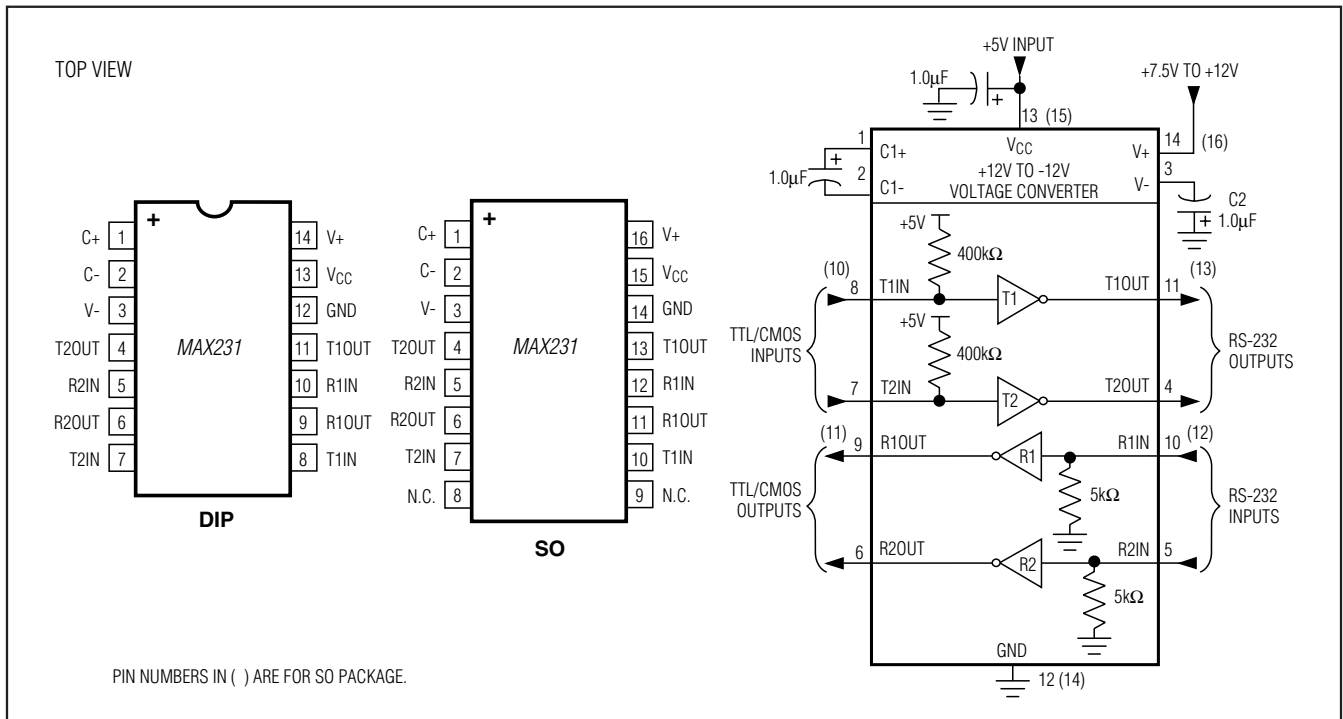 TOP VIEW
+
C+ 1
C- 2
V- 3
T2OUT 4
R2IN 5
R2OUT 6
T2IN 7
MAX231
14 V+
13 VCC
12 GND
11 T1OUT
10 R1IN
9 R1OUT
8 T1IN
DIP
+
C+ 1
C- 2
V- 3
T2OUT 4
R2IN 5
R2OUT 6
T2IN 7
N.C. 8
MAX231
16 V+
15 VCC
14 GND
13 T1OUT
12 R1IN
11 R1OUT
10 T1IN
9 N.C.
SO
PIN NUMBERS IN ( ) ARE FOR SO PACKAGE.
+5V INPUT
1.0μF
+
+7.5V TO +12V
13 (15)
VCC
1
C1+
+
1.0μF
2
C1-
+12V TO -12V
VOLTAGE CONVERTER
V+
14 (16)
V-
3
C2
1.0μF
+
+5V
400kΩ
(10)
8 T1IN
T1
T1OUT 11
(13)
+5V
400kΩ
TTL/CMOS
INPUTS
RS-232
OUTPUTS
7 T2IN
T2
T2OUT 4
(11)
9 R1OUT
R1
R1IN 10
(12)
5kΩ
TTL/CMOS
OUTPUTS
RS-232
INPUTS
6 R2OUT
R2
R2IN 5
5kΩ
GND
12 (14)